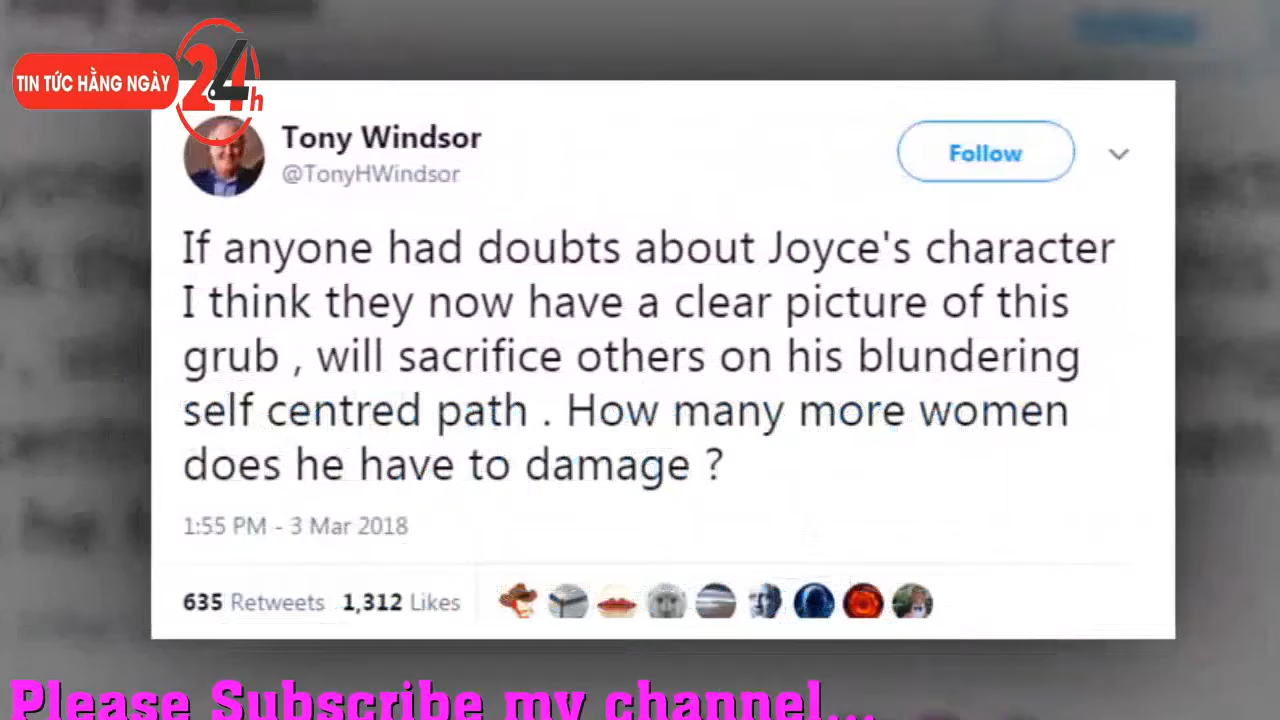 TIN TỨC HẰNG NGÀY
24h
Tony Windsor
@TonyHWindsor
Follow
If anyone had doubts about Joyce's character
I think they now have a clear picture of this
grub , will sacrifice others on his blundering
self centred path . How many more women
does he have to damage ?
1:55 PM - 3 Mar 2018
635 Retweets 1,312 Likes
Please Subscribe my channel...